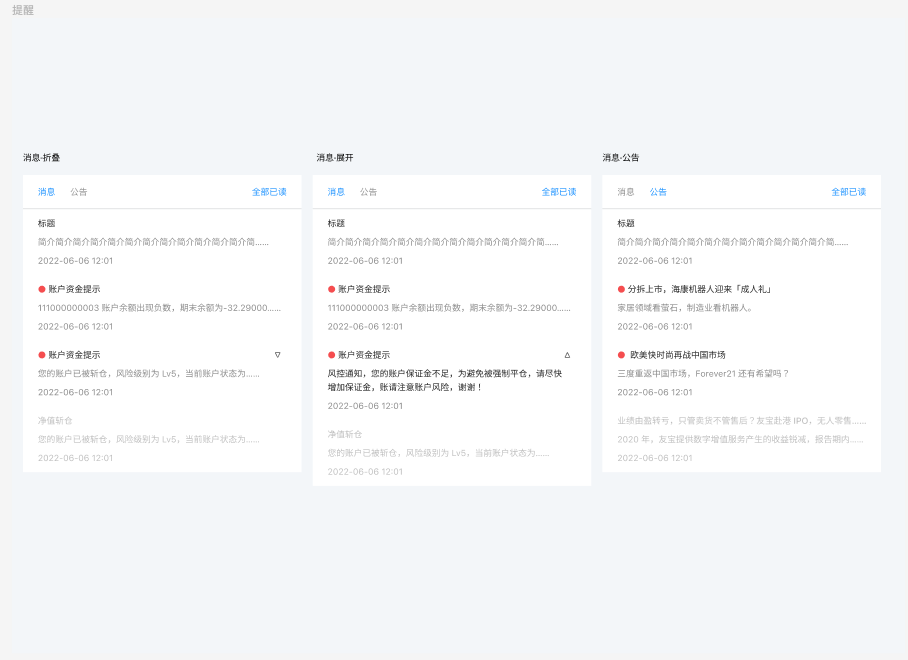 提醒
消息·折叠
消息 公告 全部已读
标题
简介简介简介简介简介简介简介简介简介简介简介简介简......
2022-06-06 12:01
账户资金提示
111000000003 账户余额出现负数，期末余额为-32.29000......
2022-06-06 12:01
账户资金提示
您的账户已被斩仓，风险级别为 Lv5，当前账户状态为......
2022-06-06 12:01
净值斩仓
您的账户已被斩仓，风险级别为 Lv5，当前账户状态为......
2022-06-06 12:01
消息·展开
消息 公告 全部已读
标题
简介简介简介简介简介简介简介简介简介简介简介简介简......
2022-06-06 12:01
账户资金提示
111000000003 账户余额出现负数，期末余额为-32.29000......
2022-06-06 12:01
账户资金提示
风控通知，您的账户保证金不足，为避免被强制平仓，请尽快
增加保证金，账请注意账户风险，谢谢！
2022-06-06 12:01
净值斩仓
您的账户已被斩仓，风险级别为 Lv5，当前账户状态为......
2022-06-06 12:01
消息·公告
消息 公告 全部已读
标题
简介简介简介简介简介简介简介简介简介简介简介简介简......
2022-06-06 12:01
分拆上市，海康机器人迎来「成人礼」
家居领域看萤石，制造业看机器人。
2022-06-06 12:01
欧美快时尚再战中国市场
三度重返中国市场，Forever21 还有希望吗？
2022-06-06 12:01
业绩由盈转亏，只管卖货不管售后？友宝赴港 IPO，无人零售......
2020 年，友宝提供数字增值服务产生的收益锐减，报告期内......
2022-06-06 12:01